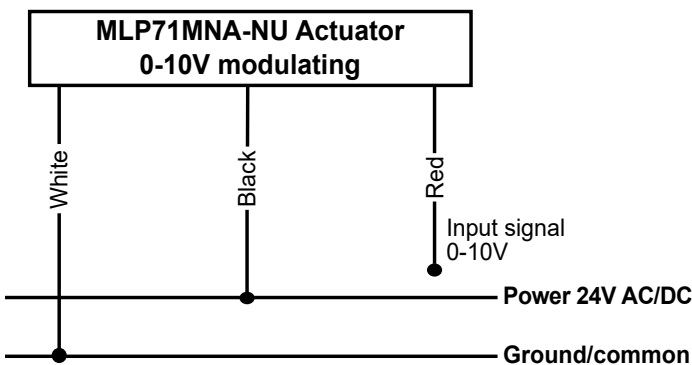 MLP71MNA-NU Actuator
0-10V modulating
White
Black
Red
Input signal
0-10V
Power 24V AC/DC
Ground/common